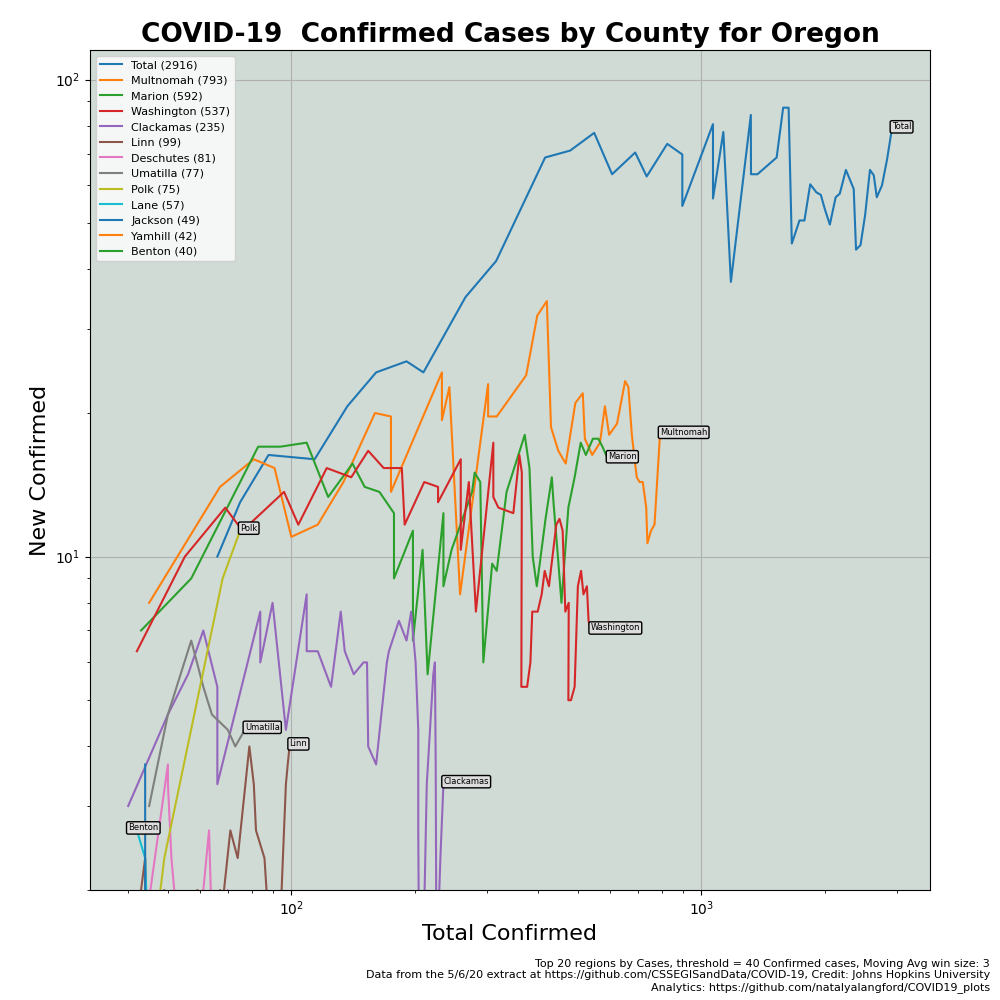 COVID-19  Confirmed Cases by County for Oregon
Total (2916)
Multnomah (793)
Marion (592)
Washington (537)
Clackamas (235)
Linn (99)
Deschutes (81)
Umatilla (77)
Polk (75)
Lane (57)
Jackson (49)
Yamhill (42)
Benton (40)
10²
10¹
New Confirmed
Total
Multnomah
Marion
Polk
Washington
Umatilla
Linn
Clackamas
Benton
10²
10³
Total Confirmed
Top 20 regions by Cases, threshold = 40 Confirmed cases, Moving Avg win size: 3
Data from the 5/6/20 extract at https://github.com/CSSEGISandData/COVID-19, Credit: Johns Hopkins University
Analytics: https://github.com/natalyalangford/COVID19_plots